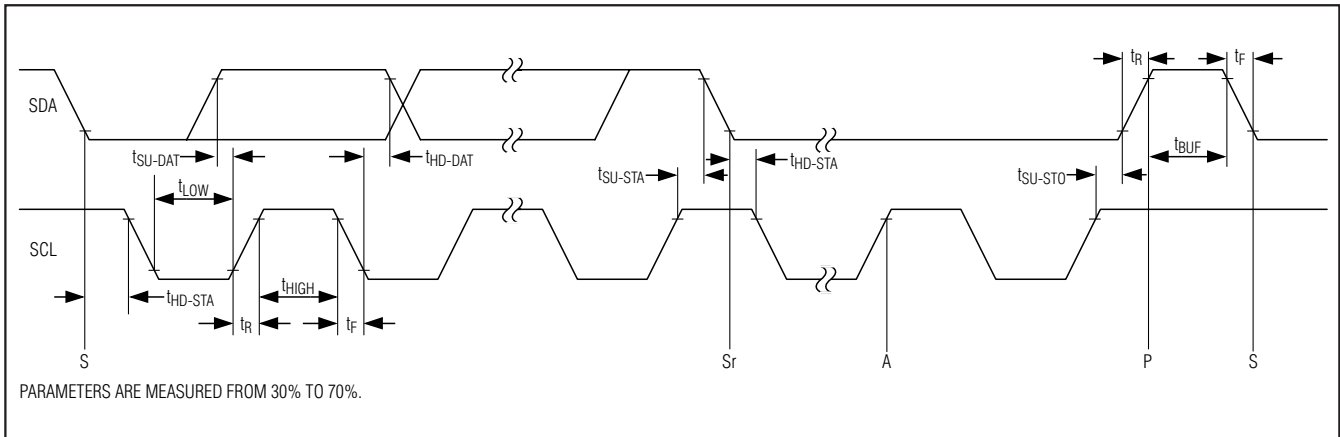 tR
tF
SDA
tSU-DAT
tHD-DAT
tHD-STA
tBUF
tSU-STA
tSU-STO
tLOW
SCL
tHIGH
tHD-STA
tR
tF
S
Sr
A
P
S
PARAMETERS ARE MEASURED FROM 30% TO 70%.